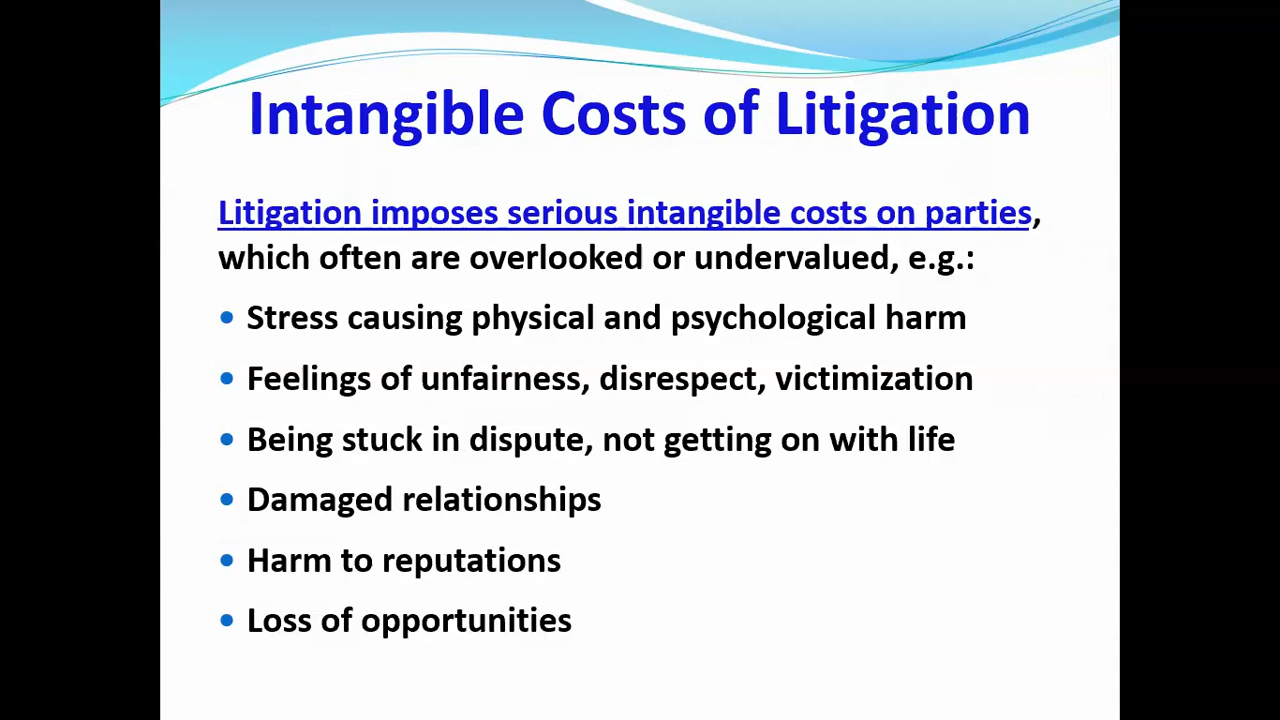 Intangible Costs of Litigation
Litigation imposes serious intangible costs on parties,
which often are overlooked or undervalued, e.g.:
• Stress causing physical and psychological harm
• Feelings of unfairness, disrespect, victimization
• Being stuck in dispute, not getting on with life
• Damaged relationships
• Harm to reputations
• Loss of opportunities